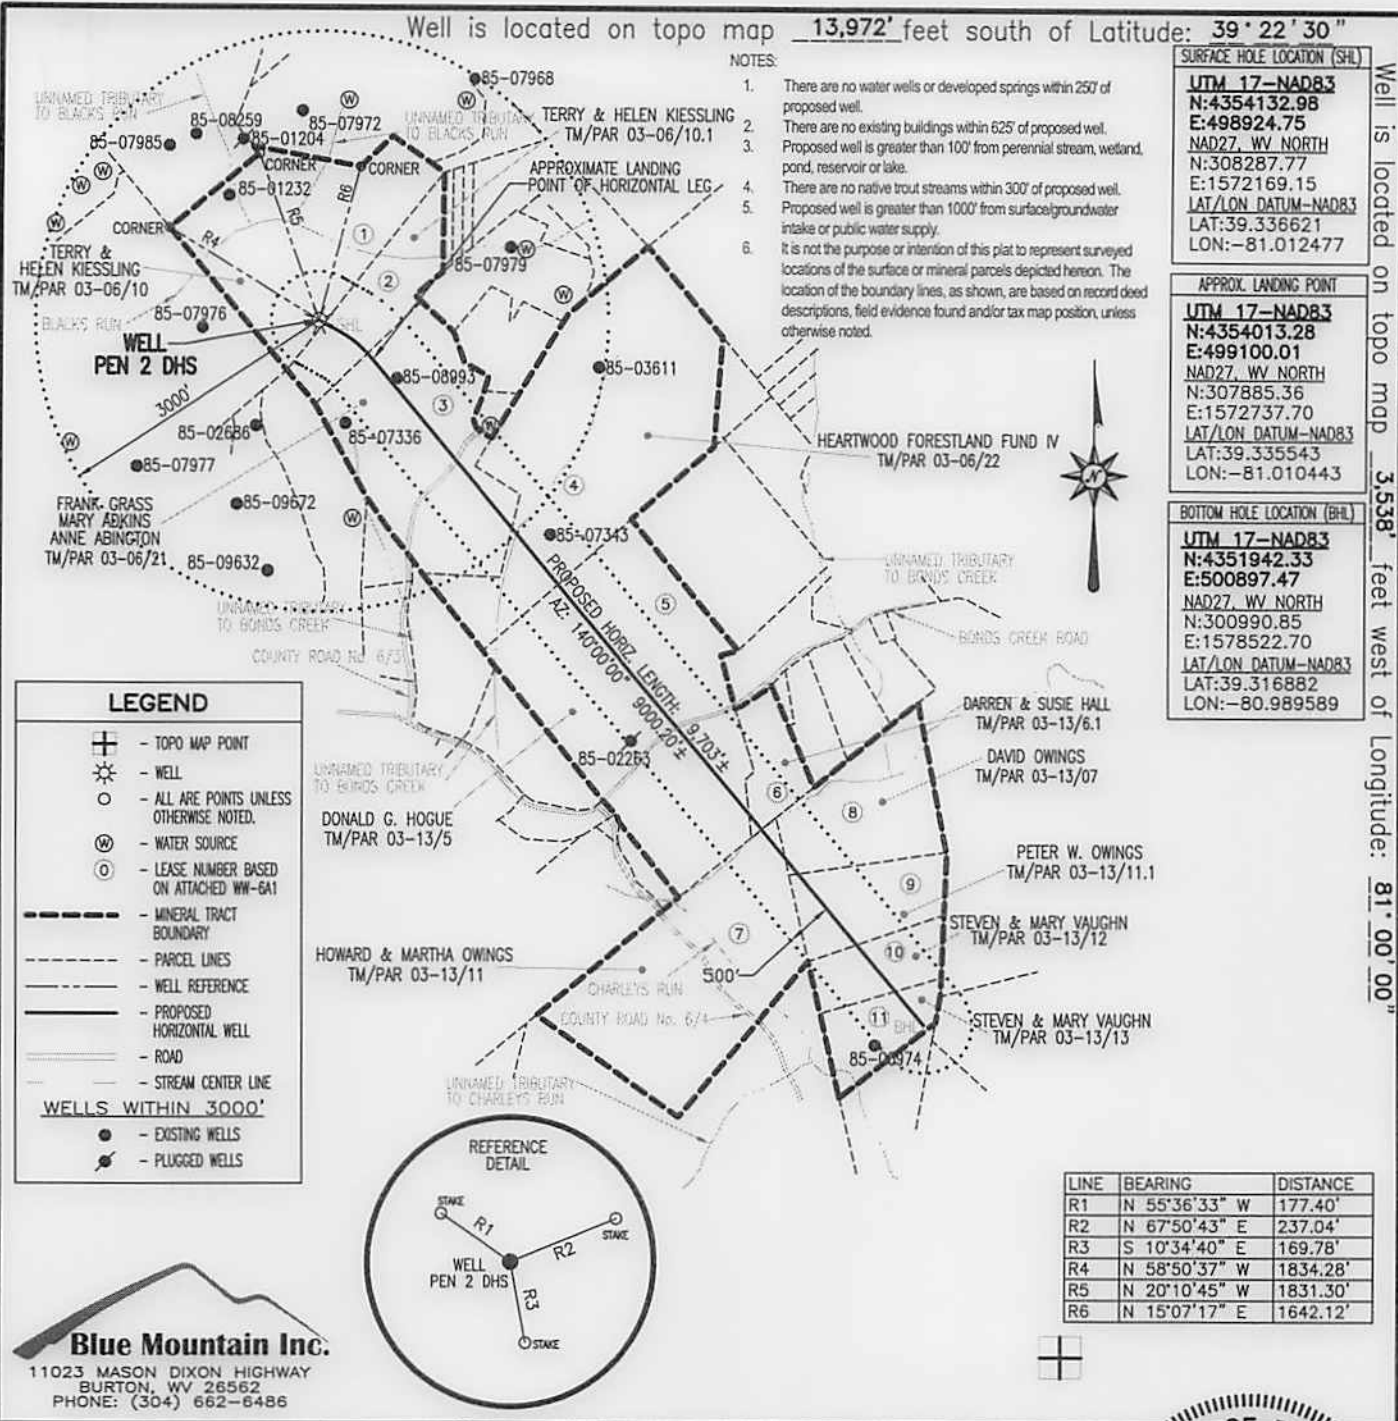 Well is located on topo map 13,972' feet south of Latitude: 39°22'30"
Well is located on topo map 3,538' feet west of Longitude: 81°00'00"
NOTES:
1. There are no water wells or developed springs within 250' of
proposed well.
2. There are no existing buildings within 625' of proposed well.
3. Proposed well is greater than 100' from perennial stream, wetland,
pond, reservoir or lake.
4. There are no native trout streams within 300' of proposed well.
5. Proposed well is greater than 1000' from surface/groundwater
intake or public water supply.
6. It is not the purpose or intention of this plat to represent surveyed
locations of the surface or mineral parcels depicted hereon. The
location of the boundary lines, as shown, are based on record deed
descriptions, field evidence found and/or tax map position, unless
otherwise noted.
SURFACE HOLE LOCATION (SHL)
UTM 17-NAD83
N:4354132.98
E:498924.75
NAD27, WV NORTH
N:308287.77
E:1572169.15
LAT/LON DATUM-NAD83
LAT:39.336621
LON:-81.012477
APPROX. LANDING POINT
UTM 17-NAD83
N:4354013.28
E:499100.01
NAD27, WV NORTH
N:307885.36
E:1572737.70
LAT/LON DATUM-NAD83
LAT:39.335543
LON:-81.010443
BOTTOM HOLE LOCATION (BHL)
UTM 17-NAD83
N:4351942.33
E:500897.47
NAD27, WV NORTH
N:300990.85
E:1578522.70
LAT/LON DATUM-NAD83
LAT:39.316882
LON:-80.989589
85-07968
UNNAMED TRIBUTARY
TO BLACKS RUN
85-08259
85-07972
UNNAMED TRIBUTARY
TO BLACKS RUN
TERRY & HELEN KIESSLING
TM/PAR 03-06/10.1
85-07985
85-01204
CORNER
CORNER
APPROXIMATE LANDING
POINT OF HORIZONTAL LEG
85-01232
R6
R5
R4
CORNER
1
TERRY &
HELEN KIESSLING
TM/PAR 03-06/10
85-07979
2
W
W
W
W
W
W
W
W
W
W
BLACKS RUN
85-07976
SHL
WELL
PEN 2 DHS
85-08993
85-03611
3
3000'
85-02686
85-07336
85-07977
HEARTWOOD FORESTLAND FUND IV
TM/PAR 03-06/22
N
4
85-09672
FRANK GRASS
MARY ADKINS
ANNE ABINGTON
TM/PAR 03-06/21
85-07343
85-09632
PROPOSED HORIZ. LENGTH: 9,703'±
AZ: 140°00'00" 9000.20'±
UNNAMED TRIBUTARY
TO BONDS CREEK
5
UNNAMED TRIBUTARY
TO BONDS CREEK
BONDS CREEK ROAD
COUNTY ROAD No. 6/3
DARREN & SUSIE HALL
TM/PAR 03-13/6.1
85-02263
DAVID OWINGS
TM/PAR 03-13/07
UNNAMED TRIBUTARY
TO BONDS CREEK
6
8
DONALD G. HOGUE
TM/PAR 03-13/5
PETER W. OWINGS
TM/PAR 03-13/11.1
9
STEVEN & MARY VAUGHN
TM/PAR 03-13/12
7
10
HOWARD & MARTHA OWINGS
TM/PAR 03-13/11
500'
CHARLEYS RUN
COUNTY ROAD No. 6/4
11
BHL
STEVEN & MARY VAUGHN
TM/PAR 03-13/13
UNNAMED TRIBUTARY
TO CHARLEYS RUN
LEGEND
- TOPO MAP POINT
- WELL
- ALL ARE POINTS UNLESS
OTHERWISE NOTED.
W - WATER SOURCE
0 - LEASE NUMBER BASED
ON ATTACHED WW-6A1
- MINERAL TRACT
BOUNDARY
- PARCEL LINES
- WELL REFERENCE
- PROPOSED
HORIZONTAL WELL
- ROAD
- STREAM CENTER LINE
WELLS WITHIN 3000'
- EXISTING WELLS
- PLUGGED WELLS
REFERENCE
DETAIL
STAKE
R1
STAKE
R2
WELL
PEN 2 DHS
R3
STAKE
LINE BEARING DISTANCE
R1 N 55°36'33" W 177.40'
R2 N 67°50'43" E 237.04'
R3 S 10°34'40" E 169.78'
R4 N 58°50'37" W 1834.28'
R5 N 20°10'45" W 1831.30'
R6 N 15°07'17" E 1642.12'
Blue Mountain Inc.
11023 MASON DIXON HIGHWAY
BURTON, WV 26562
PHONE: (304) 662-6486